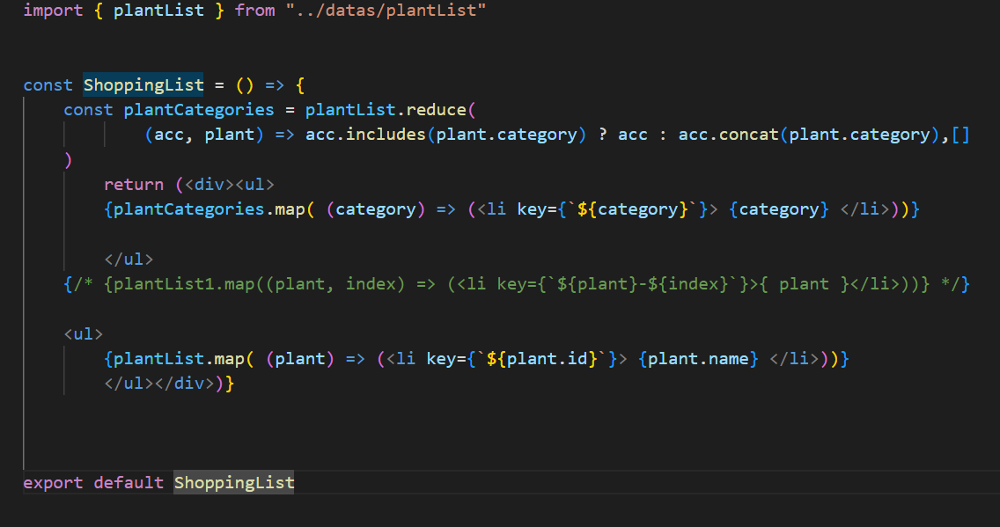 import { plantList } from "../datas/plantList"
const ShoppingList = () => {
const plantCategories = plantList.reduce(
(acc, plant) => acc.includes(plant.category) ? acc : acc.concat(plant.category),[]
)
return (<div><ul>
{plantCategories.map( (category) => (<li key={`${category}`}> {category} </li>))}
</ul>
{/* {plantList1.map((plant, index) => (<li key={`${plant}-${index}`}>{ plant }</li>))} */}
<ul>
{plantList.map( (plant) => (<li key={`${plant.id}`}> {plant.name} </li>))}
</ul></div>)}
export default ShoppingList